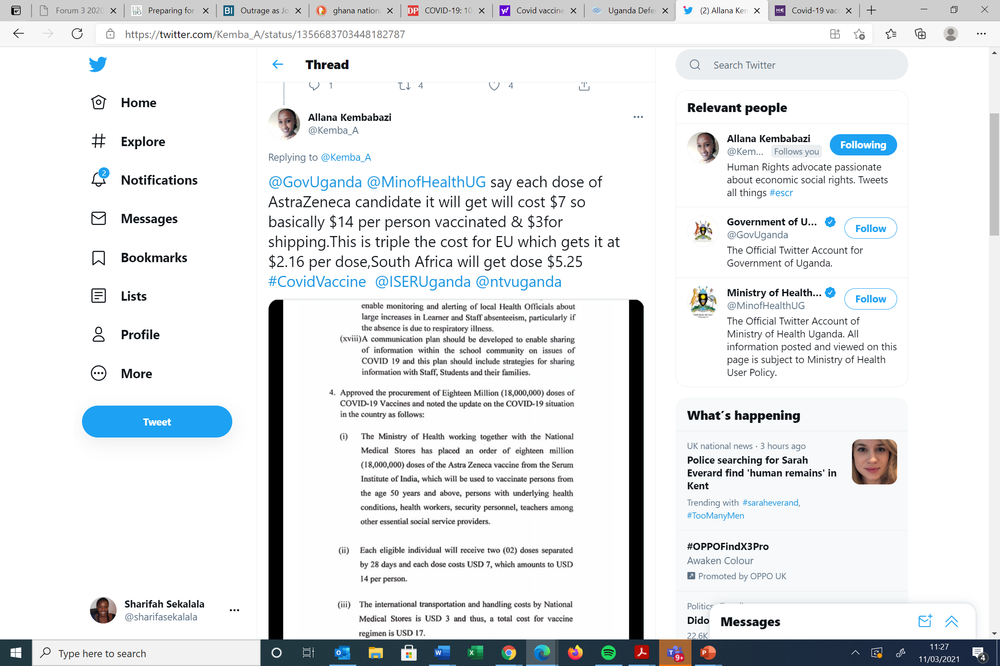 Forum 3 2020
UK TPO
Preparing for
BI
Outrage as Jo
ghana nation
DP
COVID-19: 10
y!
Covid vaccine
Uganda Defe
(2) Allana Ken
MEE
Covid-19 vac
https://twitter.com/Kemba_A/status/1356683703448182787
Home
Explore
2
Notifications
Messages
Bookmarks
Lists
Profile
More
Tweet
Sharifah Sekalala
@sharifasekalala
Thread
1
4
4
Allana Kembabazi
@Kemba_A
Replying to @Kemba_A
@GovUganda @MinofHealthUG say each dose of
AstraZeneca candidate it will get will cost $7 so
basically $14 per person vaccinated & $3for
shipping.This is triple the cost for EU which gets it at
$2.16 per dose,South Africa will get dose $5.25
#CovidVaccine @ISERUganda @ntvuganda
enable monitoring and alerting of local Health Officials about
large increases in Learner and Staff absenteeism, particularly if
the absence is due to respiratory illness.
(xviii)A communication plan should be developed to enable sharing
of information within the school community on issues of
COVID 19 and this plan should include strategies for sharing
information with Staff, Students and their families.
4. Approved the procurement of Eighteen Million (18,000,000) doses of
COVID-19 Vaccines and noted the update on the COVID-19 situation
in the country as follows:
(i) The Ministry of Health working together with the National
Medical Stores has placed an order of eighteen million
(18,000,000) doses of the Astra Zeneca vaccine from the Serum
Institute of India, which will be used to vaccinate persons from
the age 50 years and above, persons with underlying health
conditions, health workers, security personnel, teachers among
other essential social service providers.
(ii) Each eligible individual will receive two (02) doses separated
by 28 days and each dose costs USD 7, which amounts to USD
14 per person.
(iii) The international transportation and handling costs by National
Medical Stores is USD 3 and thus, a total cost for vaccine
regimen is USD 17.
Search Twitter
Relevant people
Allana Kembabazi
@Kem... Follows you
Following
Human Rights advocate passionate
about economic social rights. Tweets
all things #escr
Government of U...
@GovUganda
Follow
The Official Twitter Account for
Government of Uganda.
Ministry of Health...
@MinofHealthUG
Follow
The Official Twitter Account of
Ministry of Health Uganda. All
information posted and viewed on this
page is subject to Ministry of Health
User Policy.
What's happening
UK national news · 3 hours ago
Police searching for Sarah
Everard find 'human remains' in
Kent
Trending with #saraheverand,
#TooManyMen
#OPPOFindX3Pro
Awaken Colour
Promoted by OPPO UK
Politics
Dido
22.6K
Messages
Type here to search
9+
11:27
11/03/2021
4